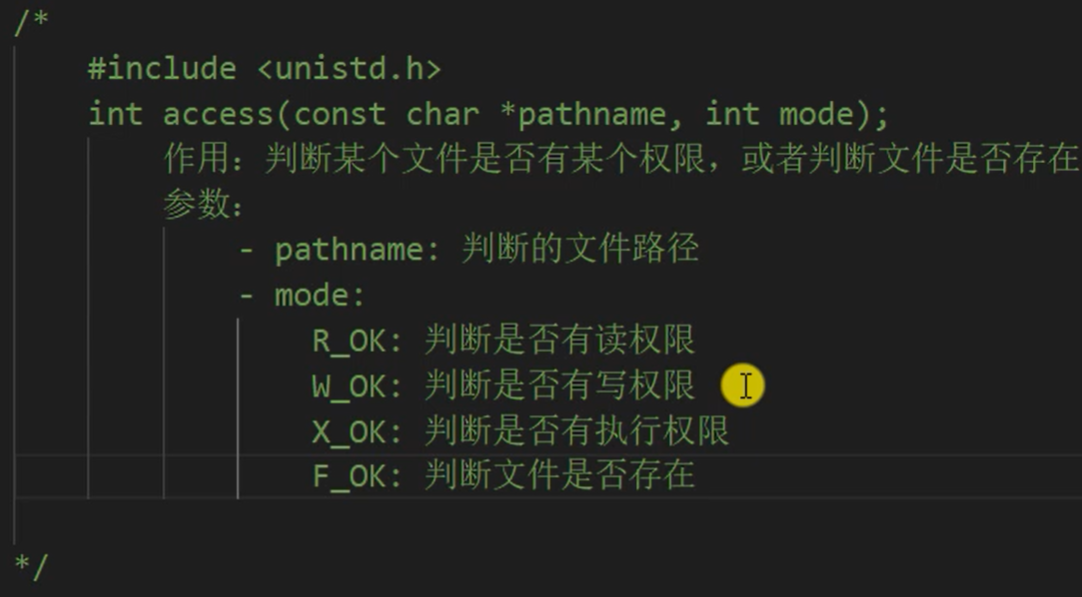 /*
#include <unistd.h>
int access(const char *pathname, int mode);
作用：判断某个文件是否有某个权限，或者判断文件是否存在
参数：
- pathname: 判断的文件路径
- mode:
R_OK: 判断是否有读权限
W_OK: 判断是否有写权限
X_OK: 判断是否有执行权限
F_OK: 判断文件是否存在
*/